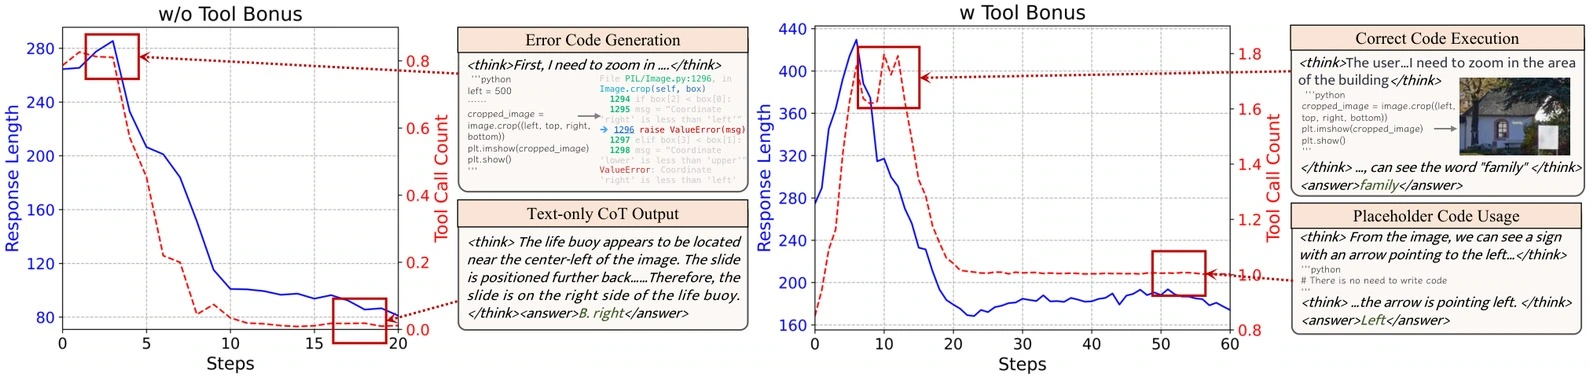 w/o Tool Bonus
Response Length
280
240
200
160
120
80
0
5
10
15
20
Steps
0.8
0.6
0.4
0.2
0.0
Tool Call Count
Error Code Generation
<think>First, I need to zoom in ....</think>
```python
left = 500
......
cropped_image =
image.crop((left, top, right,
bottom))
plt.imshow(cropped_image)
plt.show()
```
File PIL/Image.py:1296, in
Image.crop(self, box)
1294 if box[2] < box[0]:
1295 msg = "Coordinate
'right' is less than 'left'"
1296 raise ValueError(msg)
1297 elif box[3] < box[1]:
1298 msg = "Coordinate
'lower' is less than 'upper'"
ValueError: Coordinate
'right' is less than 'left'
Text-only CoT Output
<think> The life buoy appears to be located
near the center-left of the image. The slide
is positioned further back......Therefore, the
slide is on the right side of the life buoy.
</think><answer>B. right</answer>
w Tool Bonus
Response Length
440
400
360
320
280
240
200
160
0
10
20
30
40
50
60
Steps
1.8
1.6
1.4
1.2
1.0
0.8
Tool Call Count
Correct Code Execution
<think>The user...I need to zoom in the area
of the building</think>
```python
cropped_image = image.crop((left,
top, right, bottom))
plt.imshow(cropped_image)
plt.show()
```
</think> ..., can see the word "family" </think>
<answer>family</answer>
Placeholder Code Usage
<think> From the image, we can see a sign
with an arrow pointing to the left...</think>
```python
# There is no need to write code
```
<think> ...the arrow is pointing left. </think>
<answer>Left</answer>